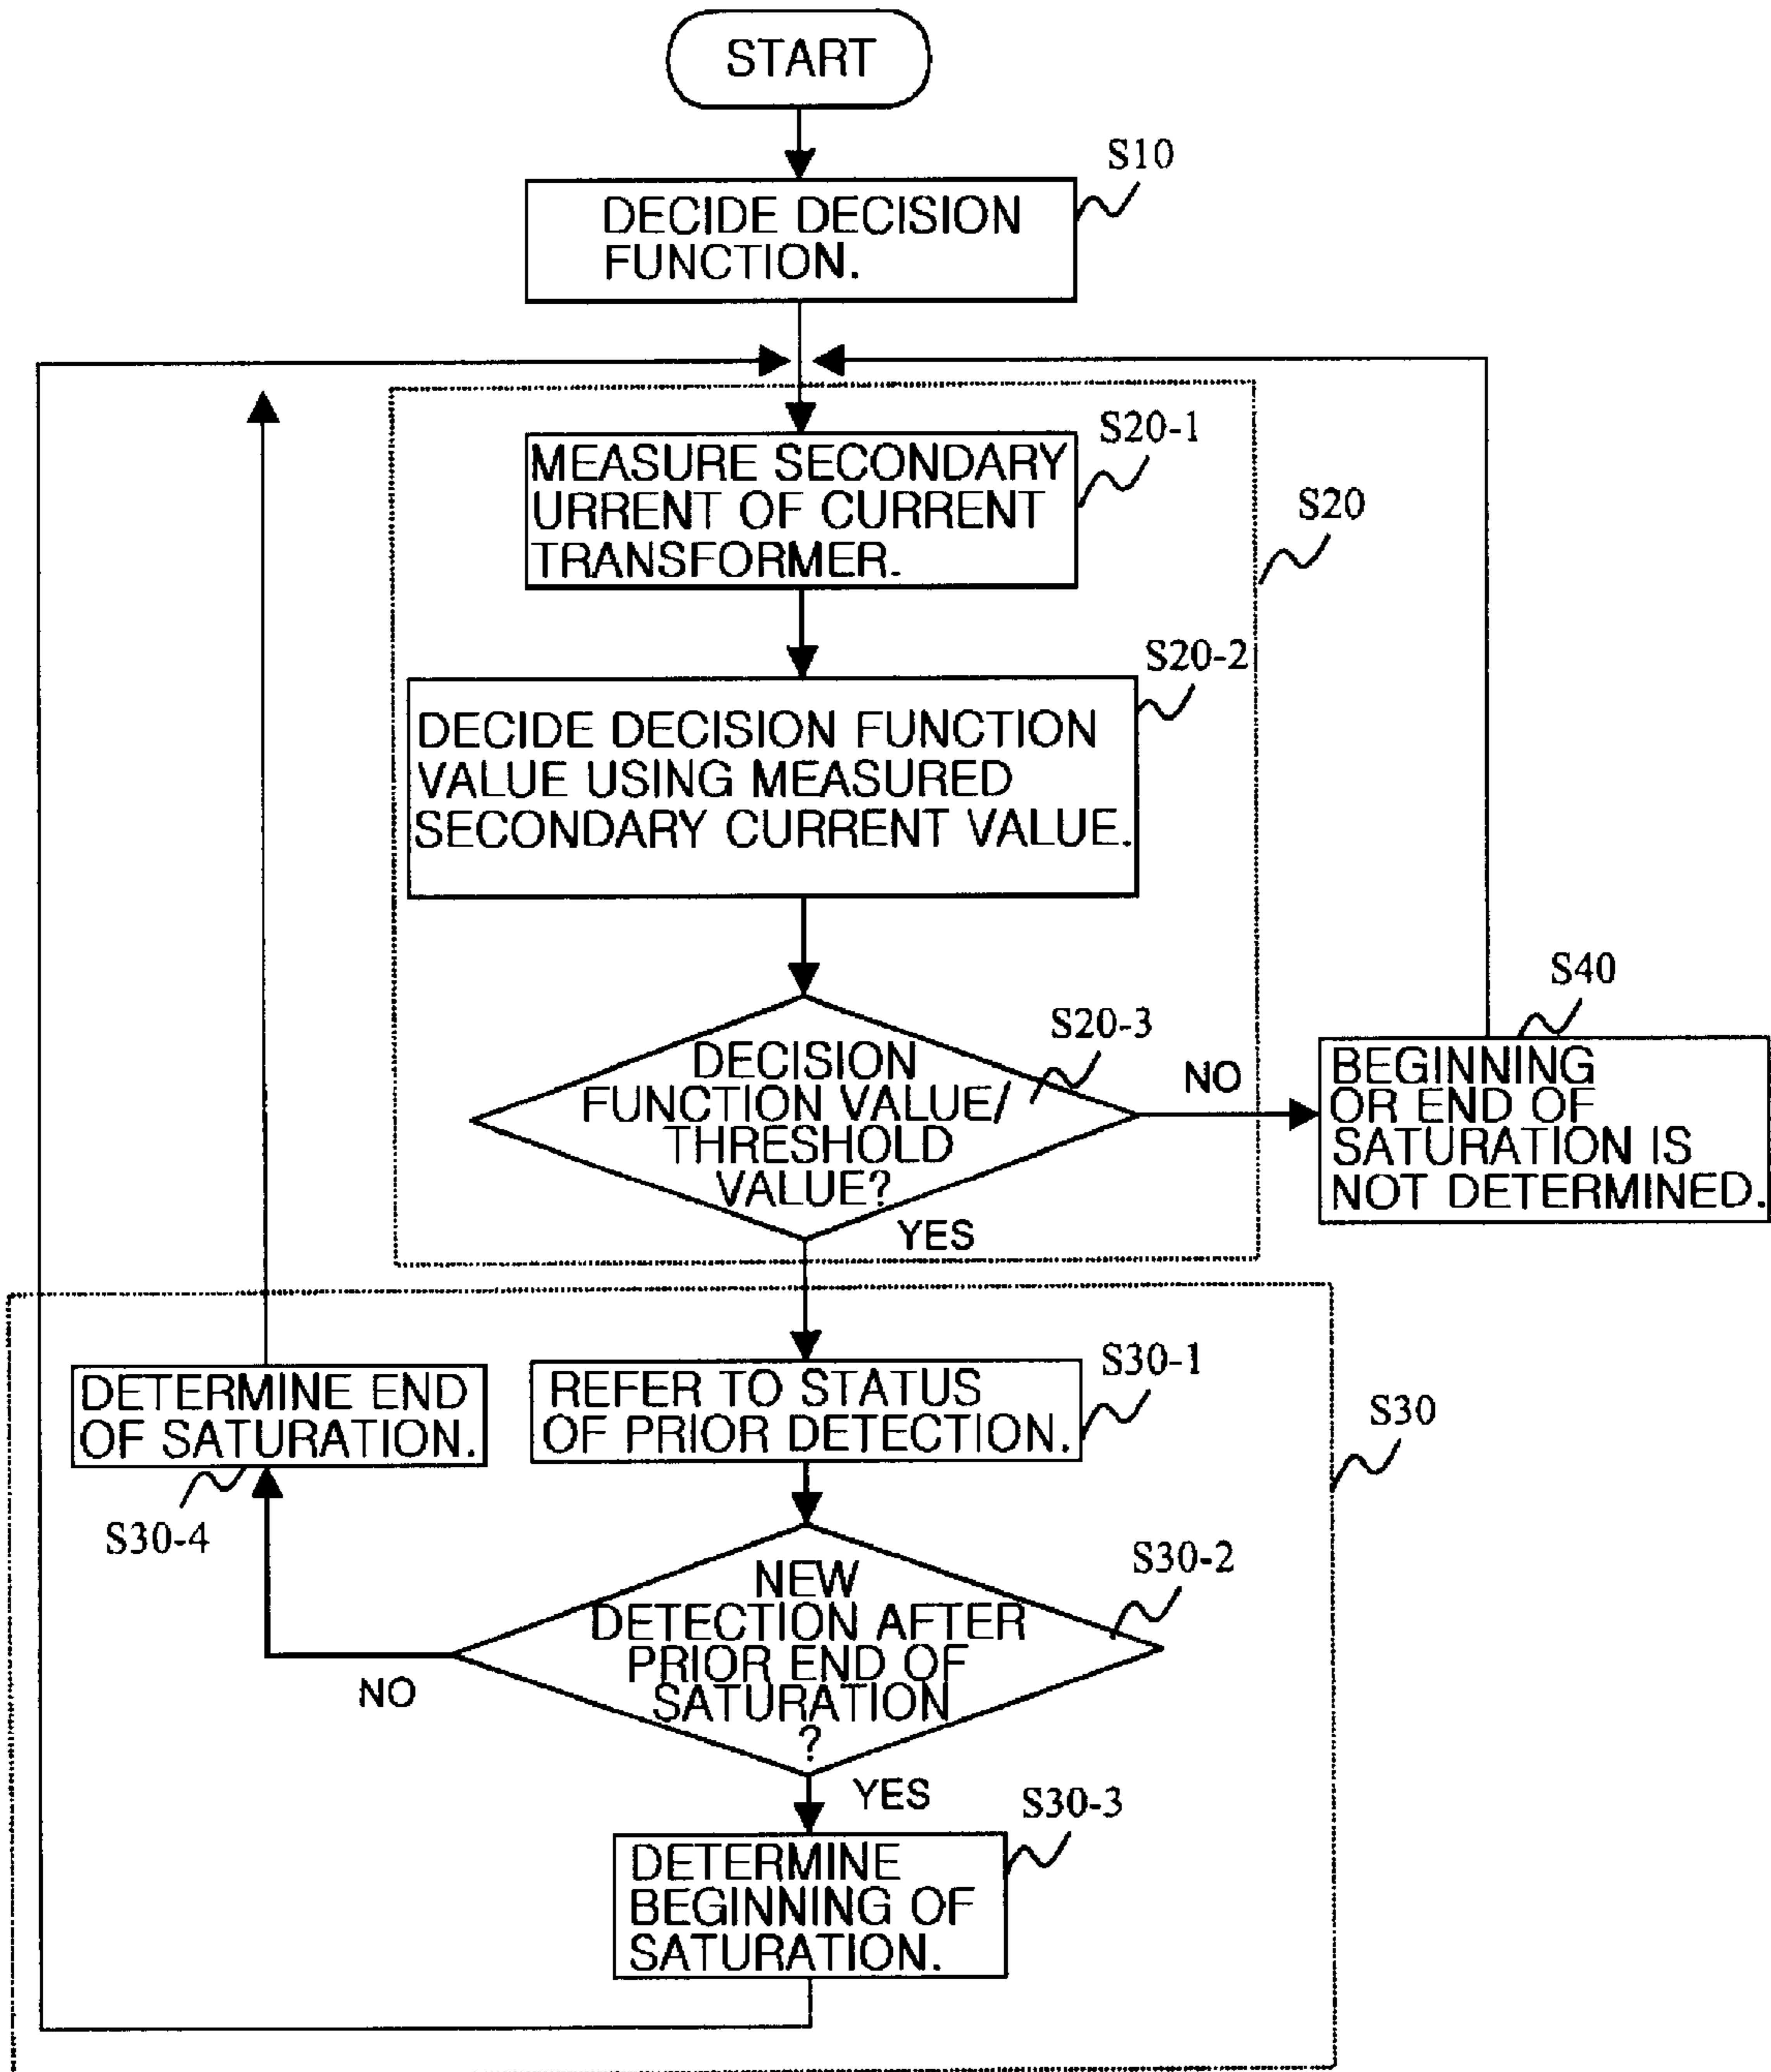 START
S10
DECIDE DECISION
FUNCTION.
S20-1
MEASURE SECONDARY
URRENT OF CURRENT
TRANSFORMER.
S20
S20-2
DECIDE DECISION FUNCTION
VALUE USING MEASURED
SECONDARY CURRENT VALUE.
S20-3
DECISION
FUNCTION VALUE/
THRESHOLD
VALUE?
NO
YES
S40
BEGINNING
OR END OF
SATURATION IS
NOT DETERMINED.
S30-1
REFER TO STATUS
OF PRIOR DETECTION.
S30
DETERMINE END
OF SATURATION.
S30-4
S30-2
NEW
DETECTION AFTER
PRIOR END OF
SATURATION
?
NO
YES
S30-3
DETERMINE
BEGINNING OF
SATURATION.